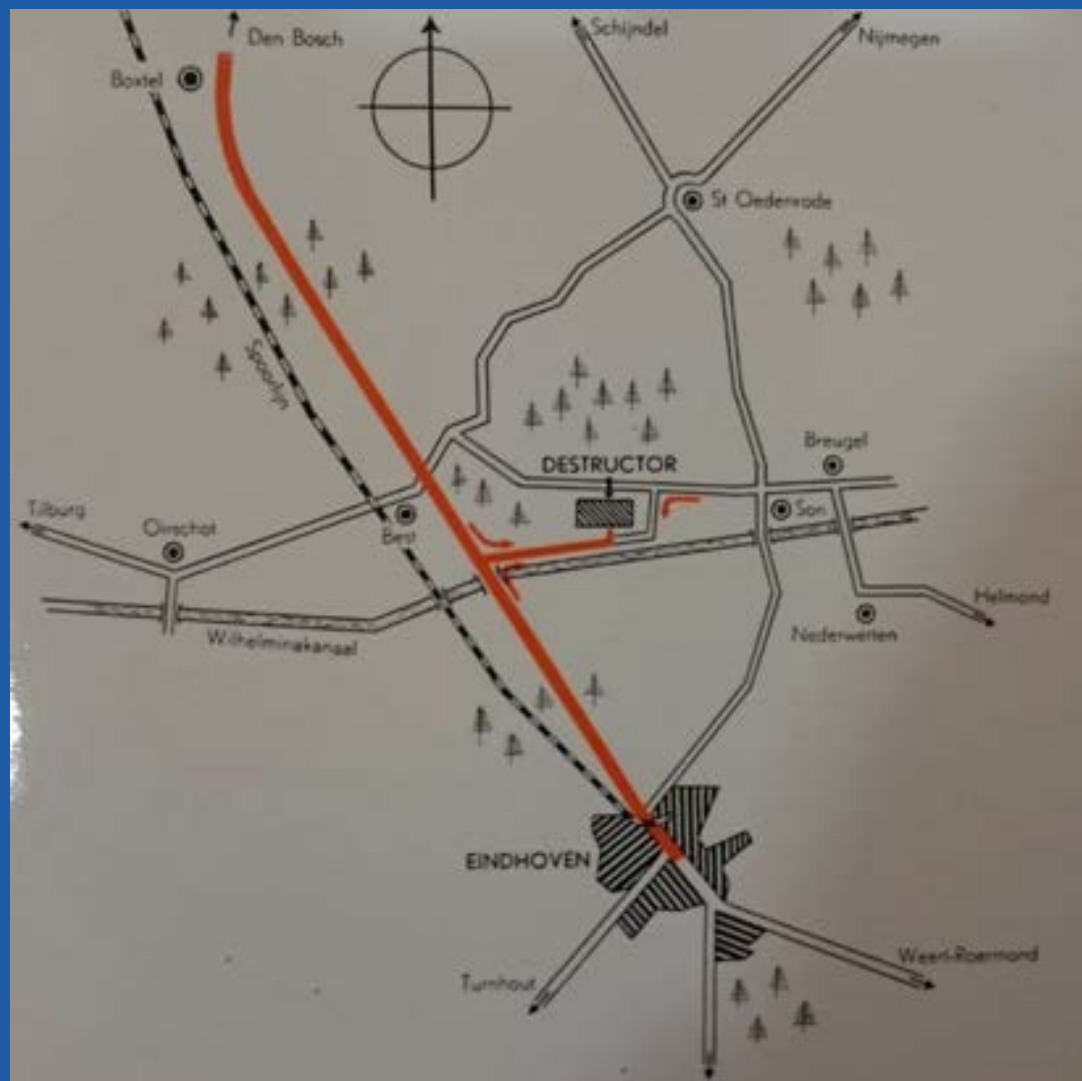 Den Bosch
Schijndel
Nijmegen
Boxtel
St Oedenrode
Spoorlijn
Breugel
DESTRUCTOR
Tilburg
Oirschot
Best
Son
Helmond
Wilhelminakanaal
Nederwetten
EINDHOVEN
Weert-Roermond
Turnhout